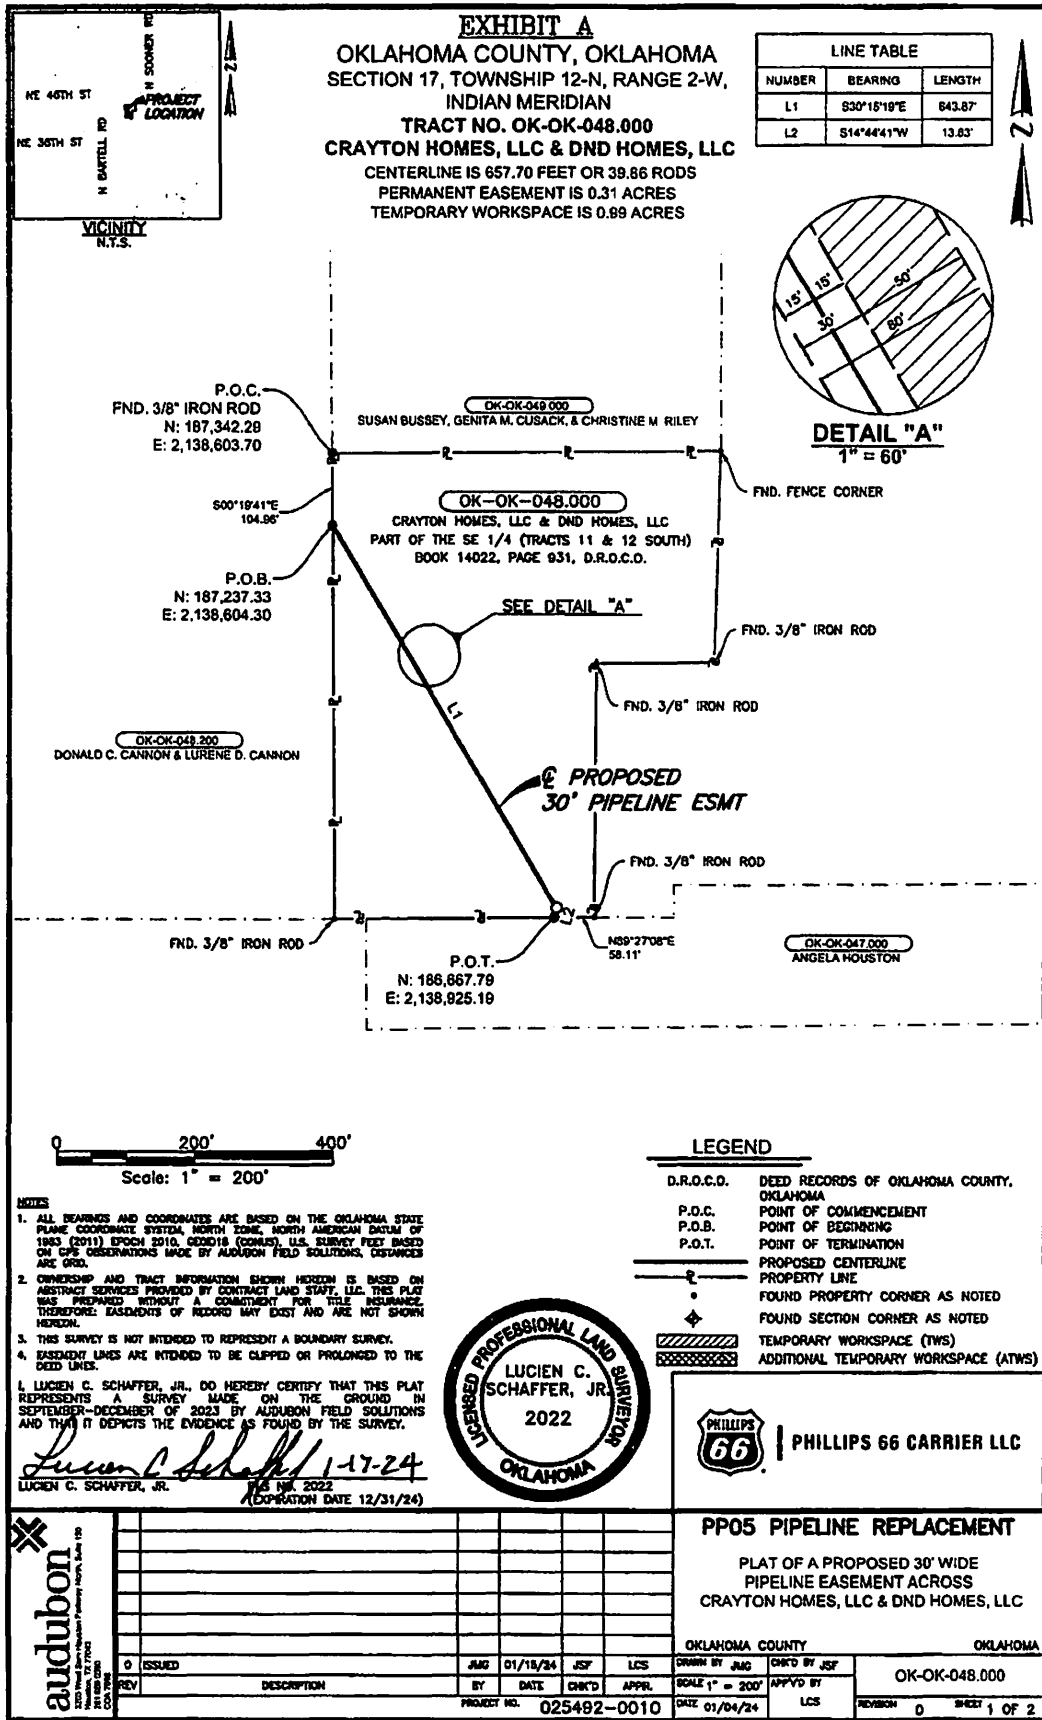 EXHIBIT A
OKLAHOMA COUNTY, OKLAHOMA
SECTION 17, TOWNSHIP 12-N, RANGE 2-W,
INDIAN MERIDIAN
TRACT NO. OK-OK-048.000
CRAYTON HOMES, LLC & DND HOMES, LLC
CENTERLINE IS 657.70 FEET OR 39.86 RODS
PERMANENT EASEMENT IS 0.31 ACRES
TEMPORARY WORKSPACE IS 0.99 ACRES
NE 46TH ST
N SOONER RD
PROJECT
LOCATION
NE 36TH ST
N BARTELL RD
N
VICINITY
N.T.S.
LINE TABLE
NUMBER BEARING LENGTH
L1 S30°15'19"E 643.87'
L2 S14°44'41"W 13.83'
N
15' 15' 50'
30' 80'
DETAIL "A"
1" = 60'
P.O.C.
FND. 3/8" IRON ROD
N: 187,342.29
E: 2,138,603.70
OK-OK-049.000
SUSAN BUSSEY, GENITA M. CUSACK, & CHRISTINE M RILEY
FND. FENCE CORNER
S00°19'41"E
104.96'
OK-OK-048.000
CRAYTON HOMES, LLC & DND HOMES, LLC
PART OF THE SE 1/4 (TRACTS 11 & 12 SOUTH)
BOOK 14022, PAGE 931, D.R.O.C.O.
P.O.B.
N: 187,237.33
E: 2,138,604.30
SEE DETAIL "A"
FND. 3/8" IRON ROD
FND. 3/8" IRON ROD
L1
OK-OK-048.200
DONALD C. CANNON & LURENE D. CANNON
℄ PROPOSED
30' PIPELINE ESMT
FND. 3/8" IRON ROD
L2
FND. 3/8" IRON ROD
N89°27'08"E
58.11'
P.O.T.
N: 186,667.79
E: 2,138,925.19
OK-OK-047.000
ANGELA HOUSTON
0 200' 400'
Scale: 1" = 200'
NOTES
1. ALL BEARINGS AND COORDINATES ARE BASED ON THE OKLAHOMA STATE
PLANE COORDINATE SYSTEM, NORTH ZONE, NORTH AMERICAN DATUM OF
1983 (2011) EPOCH 2010, GEOID18 (CONUS), U.S. SURVEY FEET BASED
ON GPS OBSERVATIONS MADE BY AUDUBON FIELD SOLUTIONS, DISTANCES
ARE GRID.
2. OWNERSHIP AND TRACT INFORMATION SHOWN HEREON IS BASED ON
ABSTRACT SERVICES PROVIDED BY CONTRACT LAND STAFF, LLC. THIS PLAT
WAS PREPARED WITHOUT A COMMITMENT FOR TITLE INSURANCE,
THEREFORE: EASEMENTS OF RECORD MAY EXIST AND ARE NOT SHOWN
HEREON.
3. THIS SURVEY IS NOT INTENDED TO REPRESENT A BOUNDARY SURVEY.
4. EASEMENT LINES ARE INTENDED TO BE CLIPPED OR PROLONGED TO THE
DEED LINES.
I, LUCIEN C. SCHAFFER, JR., DO HEREBY CERTIFY THAT THIS PLAT
REPRESENTS A SURVEY MADE ON THE GROUND IN
SEPTEMBER-DECEMBER OF 2023 BY AUDUBON FIELD SOLUTIONS
AND THAT IT DEPICTS THE EVIDENCE AS FOUND BY THE SURVEY.
Lucien C Schaffer 1-17-24
LUCIEN C. SCHAFFER, JR. PLS NO. 2022
(EXPIRATION DATE 12/31/24)
LICENSED PROFESSIONAL LAND SURVEYOR
LUCIEN C.
SCHAFFER, JR.
2022
OKLAHOMA
LEGEND
D.R.O.C.O. DEED RECORDS OF OKLAHOMA COUNTY,
OKLAHOMA
P.O.C. POINT OF COMMENCEMENT
P.O.B. POINT OF BEGINNING
P.O.T. POINT OF TERMINATION
PROPOSED CENTERLINE
PROPERTY LINE
FOUND PROPERTY CORNER AS NOTED
FOUND SECTION CORNER AS NOTED
TEMPORARY WORKSPACE (TWS)
ADDITIONAL TEMPORARY WORKSPACE (ATWS)
PHILLIPS
66
PHILLIPS 66 CARRIER LLC
audubon
PP05 PIPELINE REPLACEMENT
PLAT OF A PROPOSED 30' WIDE
PIPELINE EASEMENT ACROSS
CRAYTON HOMES, LLC & DND HOMES, LLC
OKLAHOMA COUNTY OKLAHOMA
0 ISSUED JMG 01/15/24 JSF LCS
REV DESCRIPTION BY DATE CHK'D APPR.
PROJECT NO. 025492-0010
DRAWN BY JMG CHK'D BY JSF
SCALE 1" = 200' APPV'D BY
DATE 01/04/24 LCS
OK-OK-048.000
REVISION 0 SHEET 1 OF 2